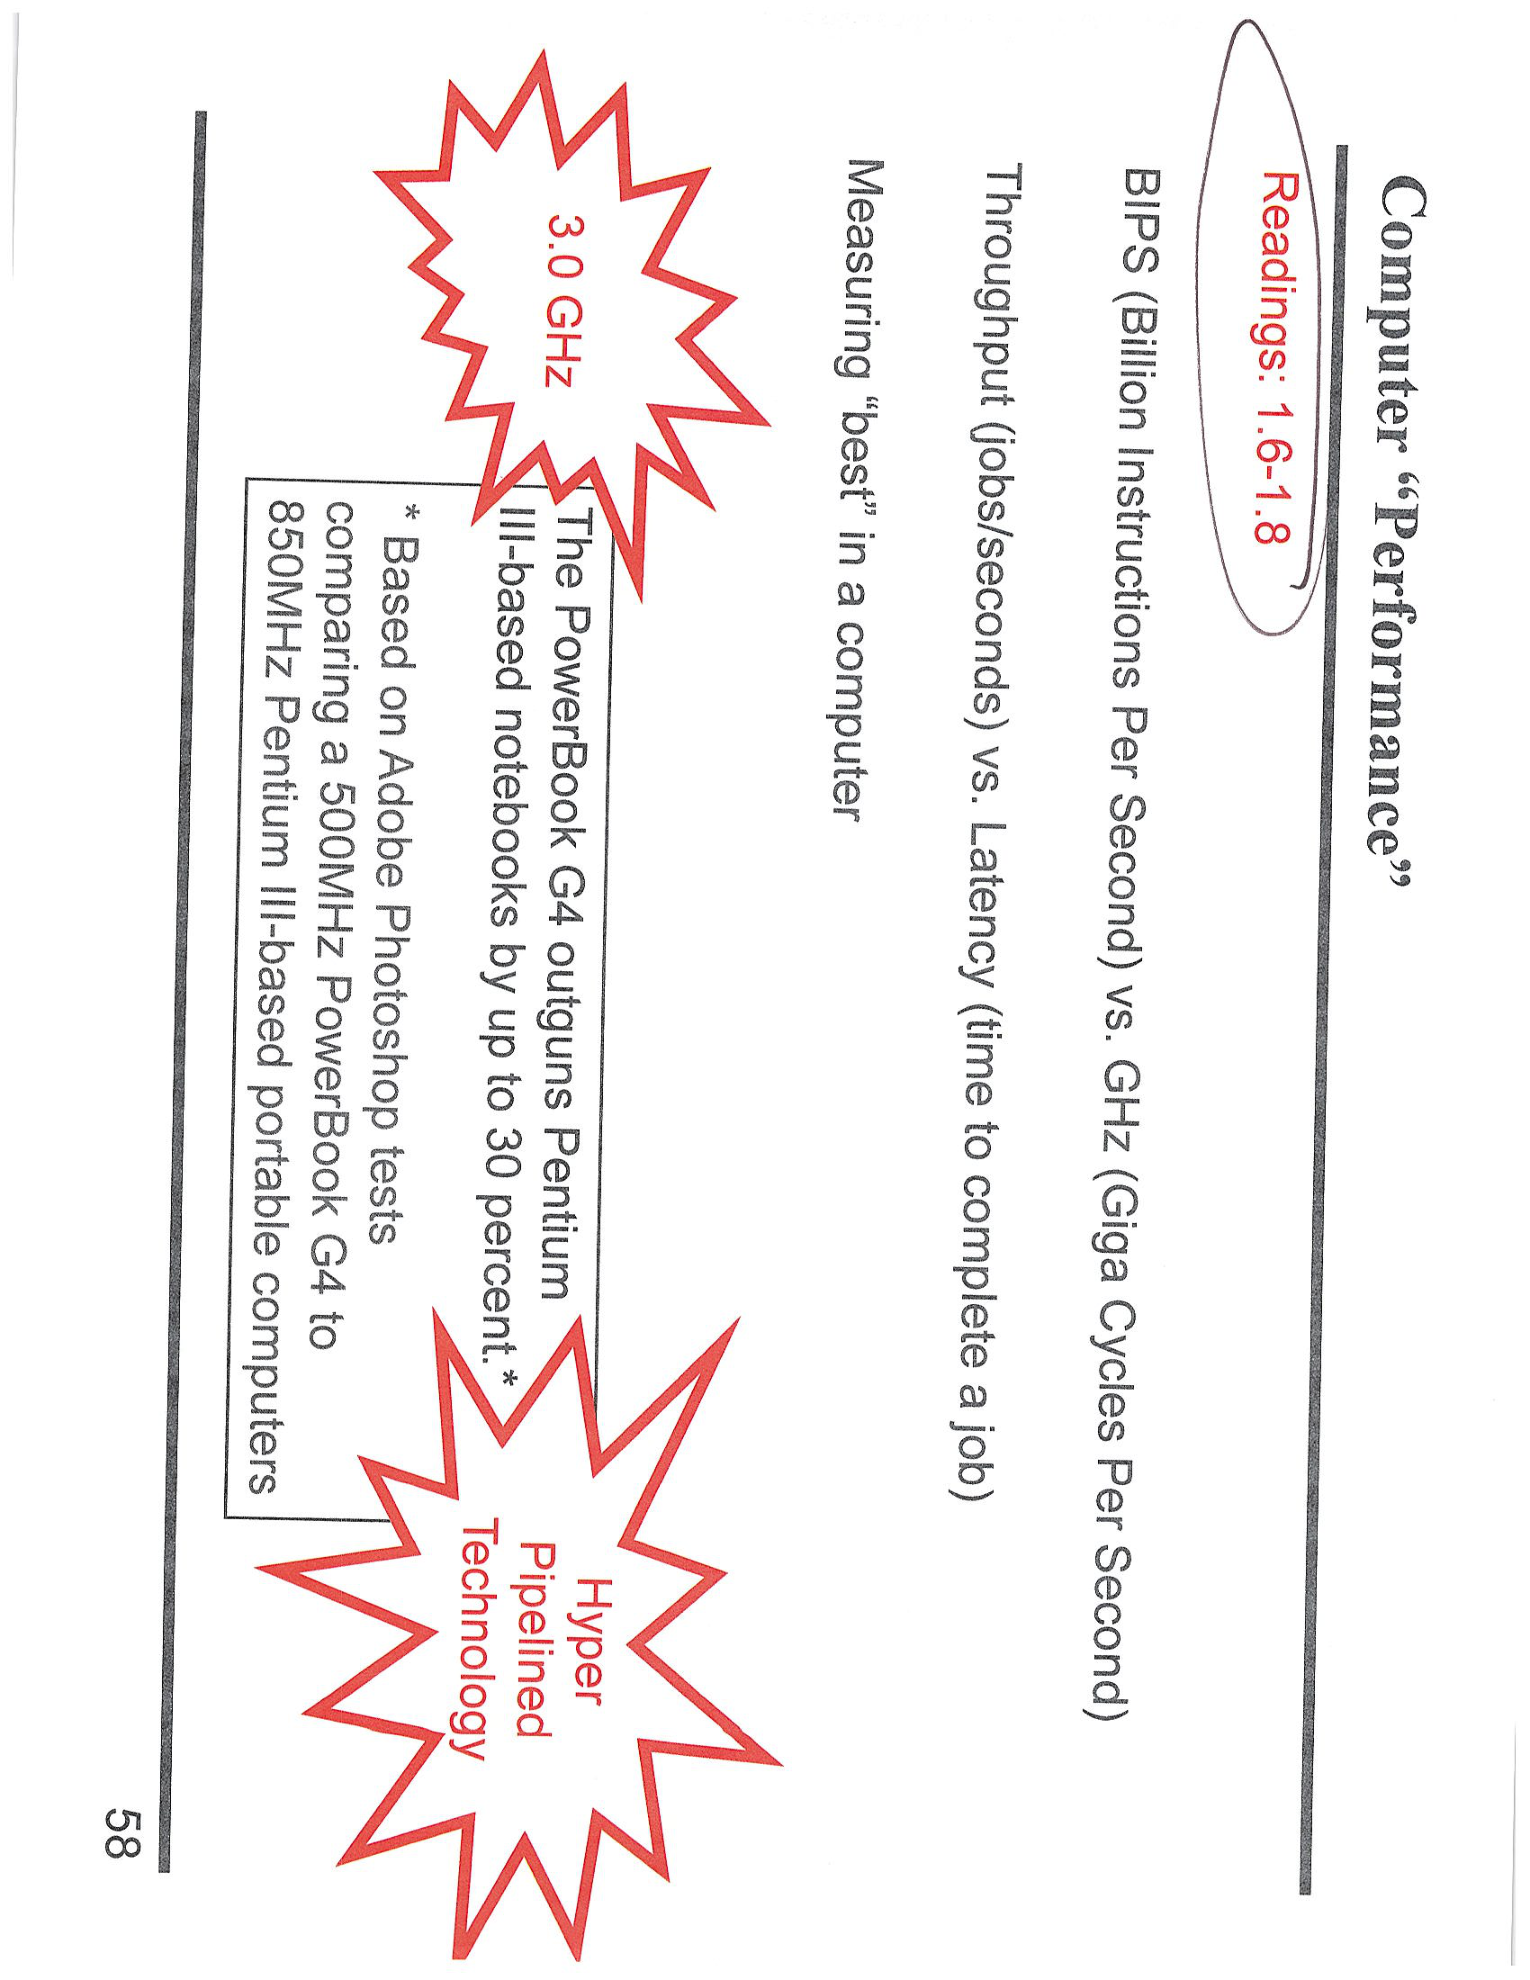 Computer “Performance”
Readings: 1.6-1.8
BIPS (Billion Instructions Per Second) vs. GHz (Giga Cycles Per Second)
Throughput (jobs/seconds) vs. Latency (time to complete a job)
Measuring “best” in a computer
3.0 GHz
The PowerBook G4 outguns Pentium
III-based notebooks by up to 30 percent.*
* Based on Adobe Photoshop tests
comparing a 500MHz PowerBook G4 to
850MHz Pentium III-based portable computers
Hyper
Pipelined
Technology
58